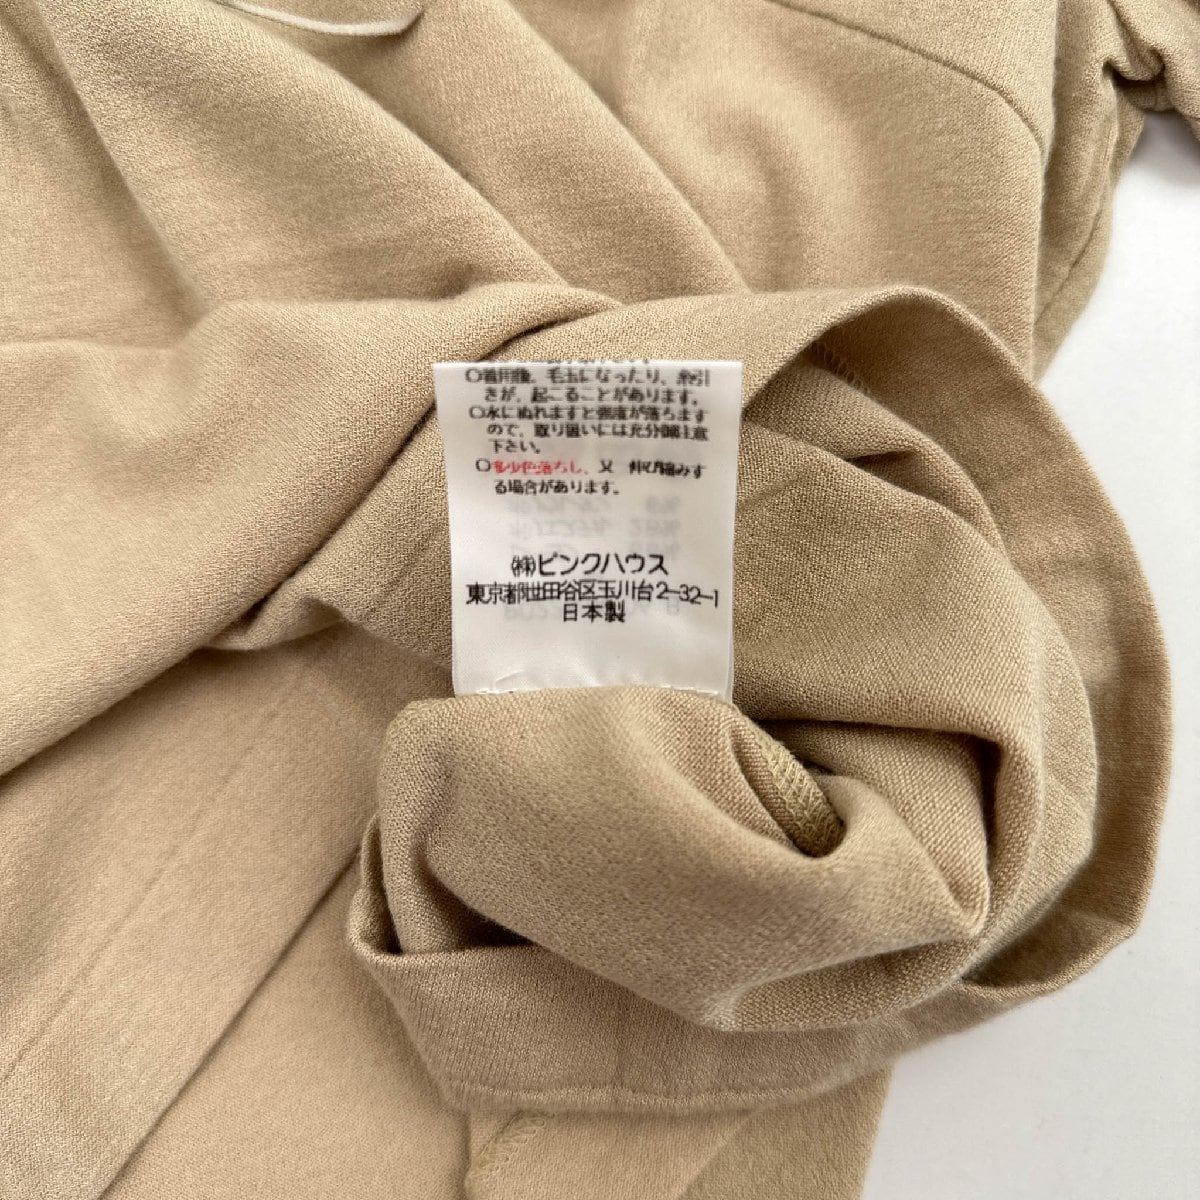 ○着用後、毛玉になったり、糸引
きが、起こることがあります。
○水にぬれますと強度が落ちます
ので、取り扱いには充分御注意
下さい。
○多少色落ち し、又 伸び縮みす
る場合があります。
㈱ピンクハウス
東京都世田谷区玉川台2-32-1
日本製